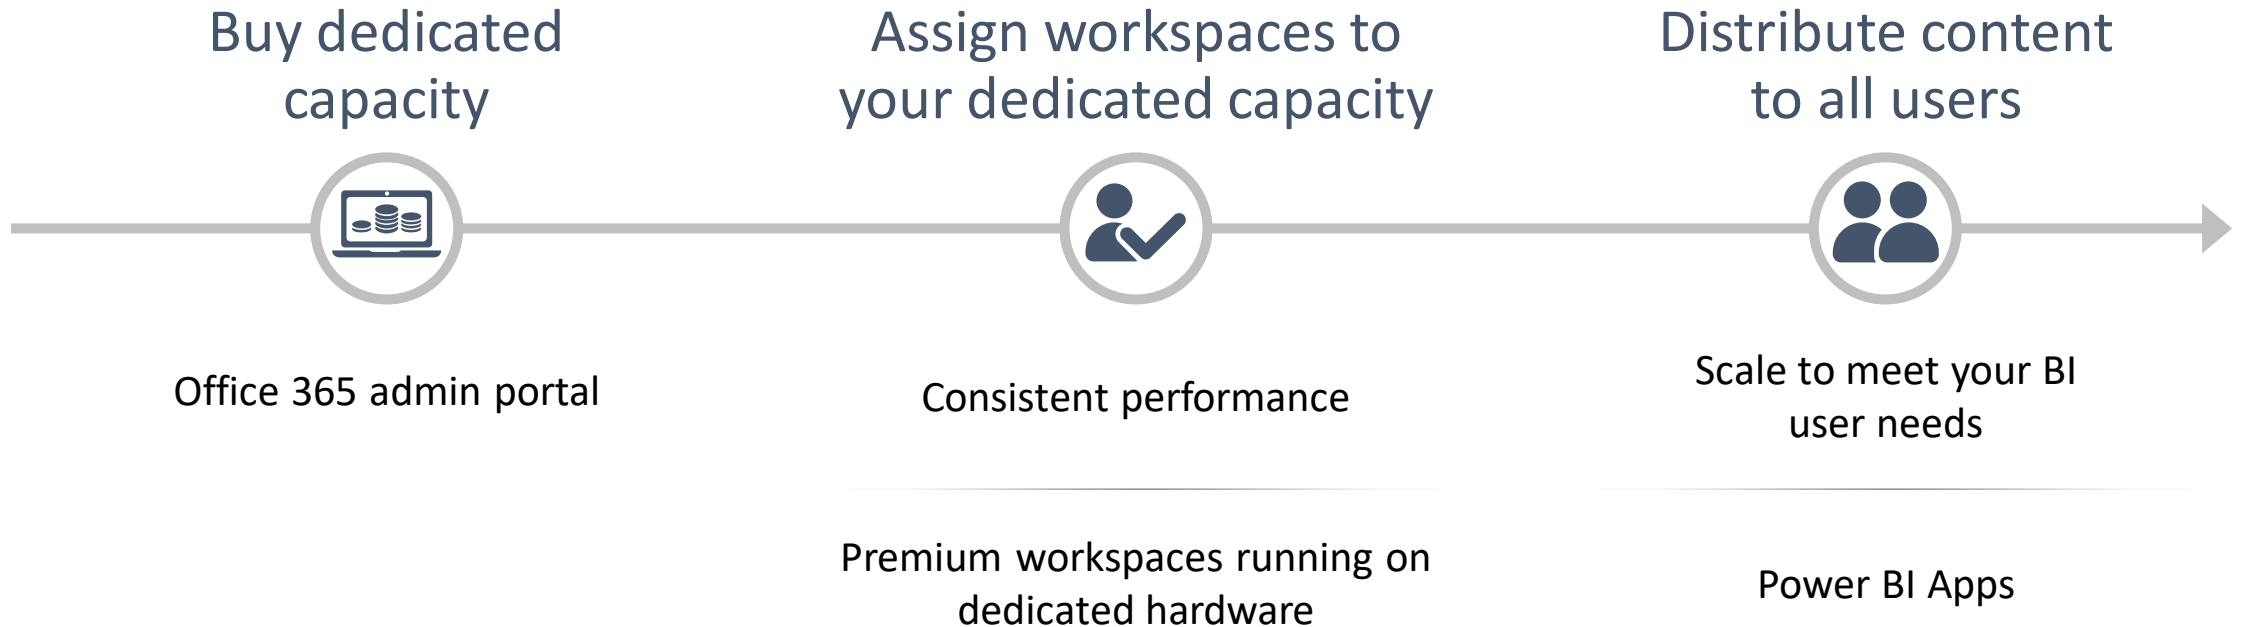 Buy dedicated
capacity
Office 365 admin portal
Assign workspaces to
your dedicated capacity
Consistent performance
Premium workspaces running on
dedicated hardware
Distribute content
to all users
Scale to meet your BI
user needs
Power BI Apps